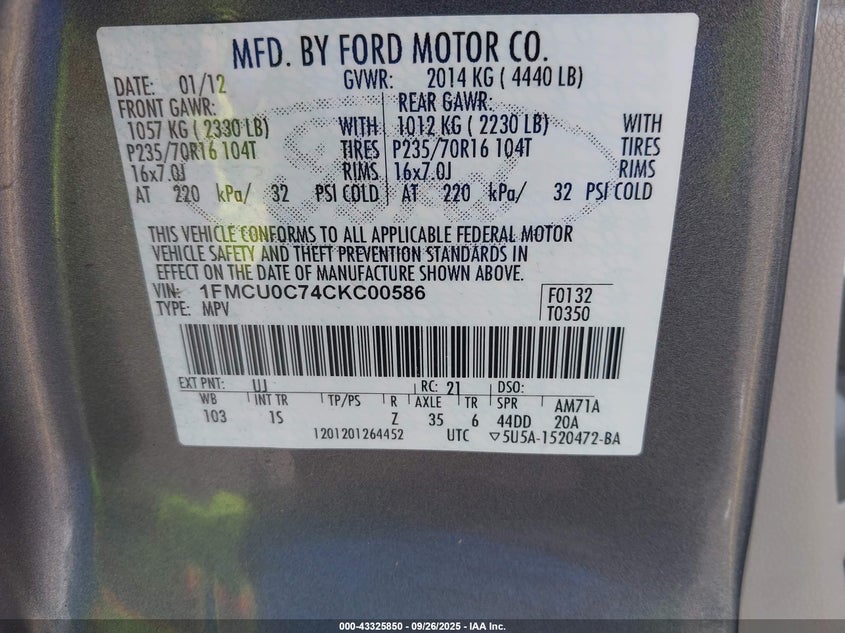 MFD. BY FORD MOTOR CO.
DATE: 01/12 GVWR: 2014 KG ( 4440 LB)
FRONT GAWR: REAR GAWR:
1057 KG ( 2330 LB) WITH 1012 KG ( 2230 LB) WITH
P235/70R16 104T TIRES P235/70R16 104T TIRES
16x7.0J RIMS 16x7.0J RIMS
AT 220 kPa/ 32 PSI COLD AT 220 kPa/ 32 PSI COLD
THIS VEHICLE CONFORMS TO ALL APPLICABLE FEDERAL MOTOR
VEHICLE SAFETY AND THEFT PREVENTION STANDARDS IN
EFFECT ON THE DATE OF MANUFACTURE SHOWN ABOVE.
VIN: 1FMCU0C74CKC00586 F0132
TYPE: MPV T0350
EXT PNT: UJ RC: 21 DSO:
WB INT TR TP/PS R AXLE TR SPR AM71A
103 1S Z 35 6 44DD 20A
1201201264452 UTC ▽5U5A-1520472-BA
000-43325850 - 09/26/2025 - IAA Inc.